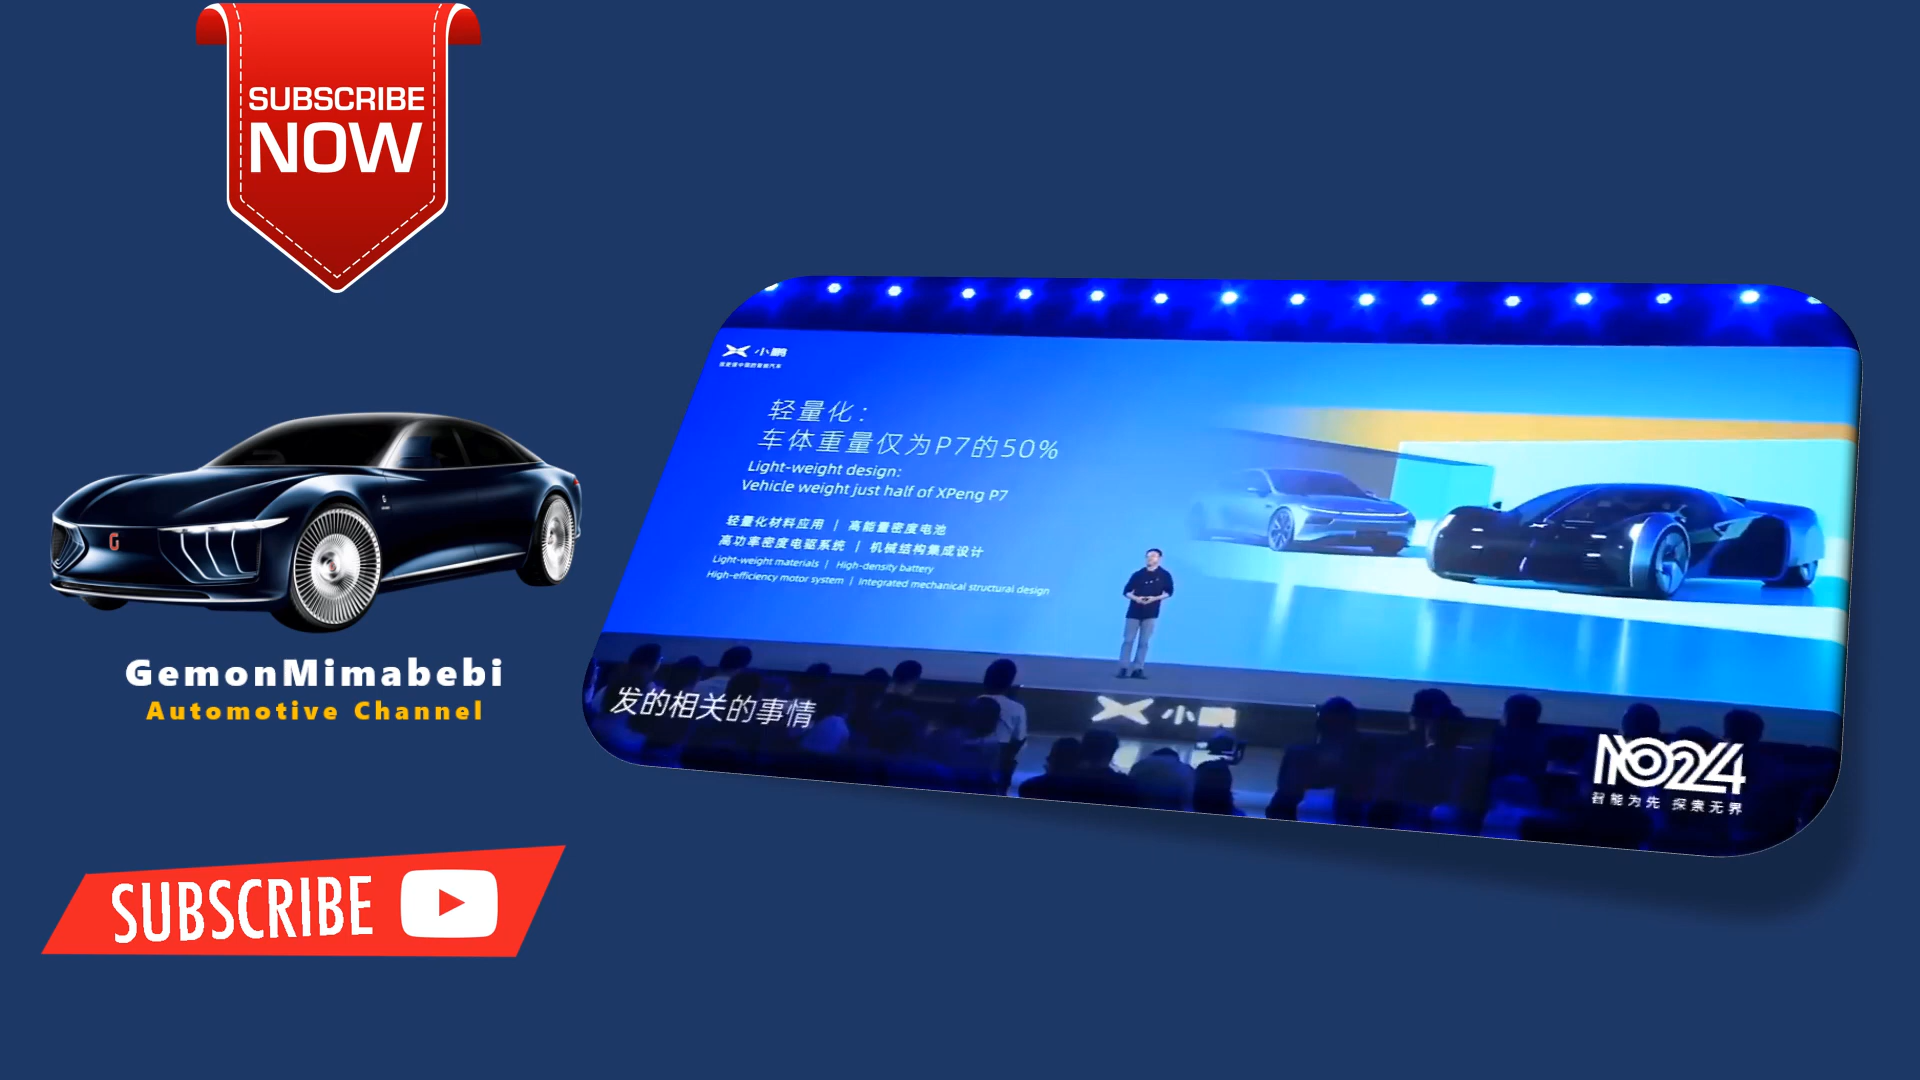 SUBSCRIBE
NOW
GemonMimabebi
Automotive Channel
SUBSCRIBE
小鹏
轻量化：
车体重量仅为P7的50%
Light-weight design:
Vehicle weight just half of XPeng P7
轻量化材料应用 | 高能量密度电池
高功率密度电驱系统 | 机械结构集成设计
Light-weight materials | High-density battery
High-efficiency motor system | Integrated mechanical structural design
发的相关的事情
小鹏
1024
智能为先 探索无界
G